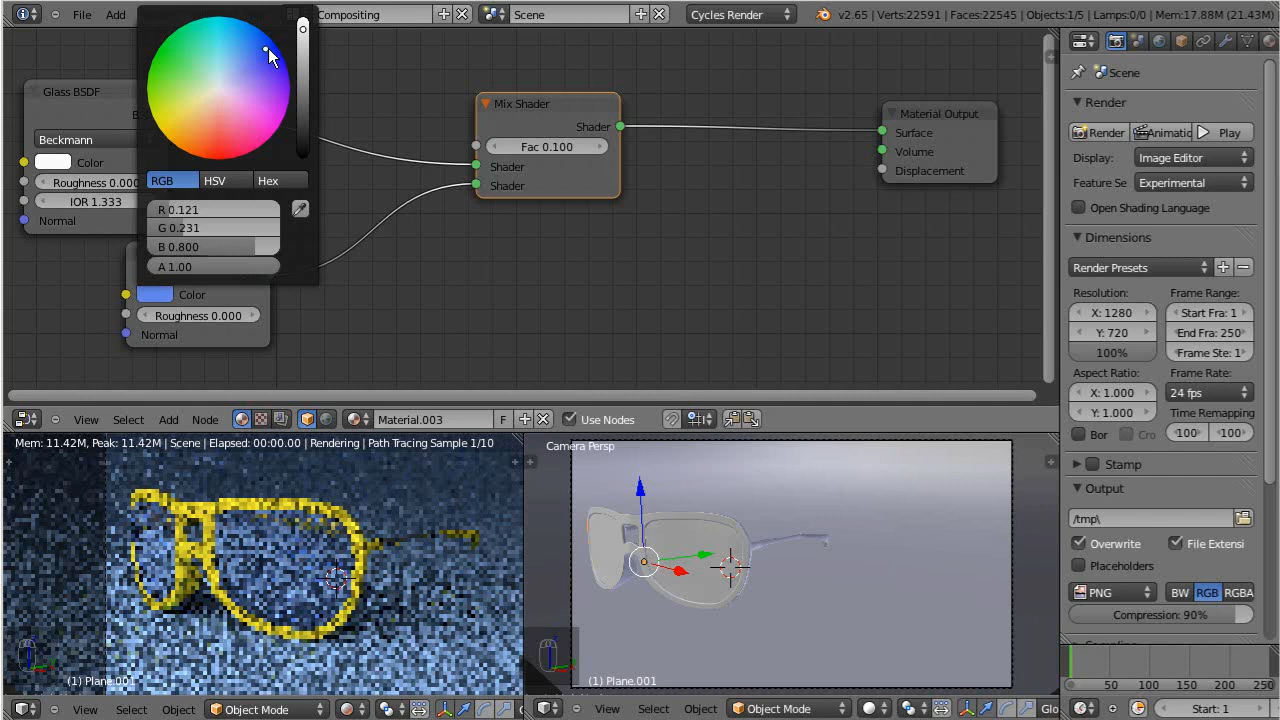 File Add Compositing Scene Cycles Render v2.65 | Verts:22591 | Faces:22545 | Objects:1/5 | Lamps:0/0 | Mem:17.88M (21.43M)
Glass BSDF
Beckmann
Color
Roughness 0.000
IOR 1.333
Normal
RGB HSV Hex
R 0.121
G 0.231
B 0.800
A 1.00
Color
Roughness 0.000
Normal
Mix Shader
Shader
Fac 0.100
Shader
Shader
Material Output
Surface
Volume
Displacement
View Select Add Node Material.003 F Use Nodes
Mem: 11.42M, Peak: 11.42M | Scene | Elapsed: 00:00.00 | Rendering | Path Tracing Sample 1/10
(1) Plane.001
View Select Object Object Mode
Camera Persp
(1) Plane.001
View Select Object Object Mode Glo
Scene
Render
Render Animatic Play
Display: Image Editor
Feature Se Experimental
Open Shading Language
Dimensions
Render Presets
Resolution: Frame Range:
X: 1280 Start Fra: 1
Y: 720 End Fra: 250
100% Frame Ste: 1
Aspect Ratio: Frame Rate:
X: 1.000 24 fps
Y: 1.000 Time Remapping
Bor Cro 100 100
Stamp
Output
/tmp\
Overwrite File Extensi
Placeholders
PNG BW RGB RGBA
Compression: 90%
0 50 100 150 200 250
Start: 1